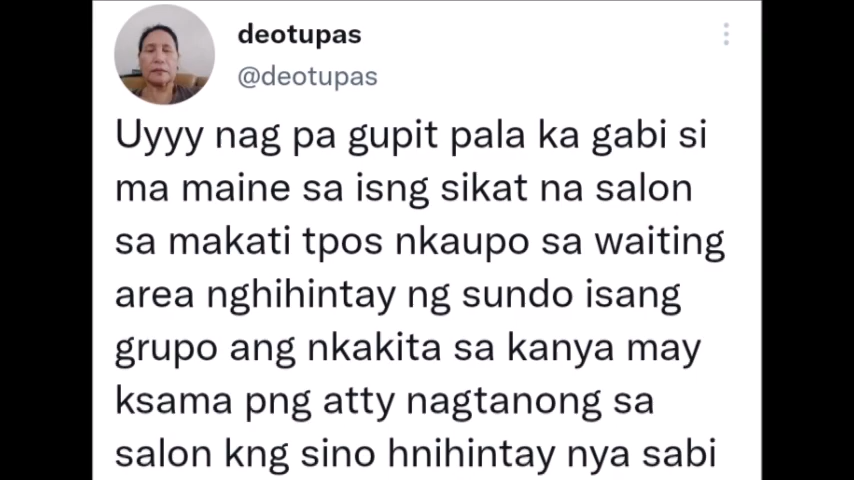 deotupas
@deotupas
Uyyy nag pa gupit pala ka gabi si
ma maine sa isng sikat na salon
sa makati tpos nkaupo sa waiting
area nghihintay ng sundo isang
grupo ang nkakita sa kanya may
ksama png atty nagtanong sa
salon kng sino hnihintay nya sabi